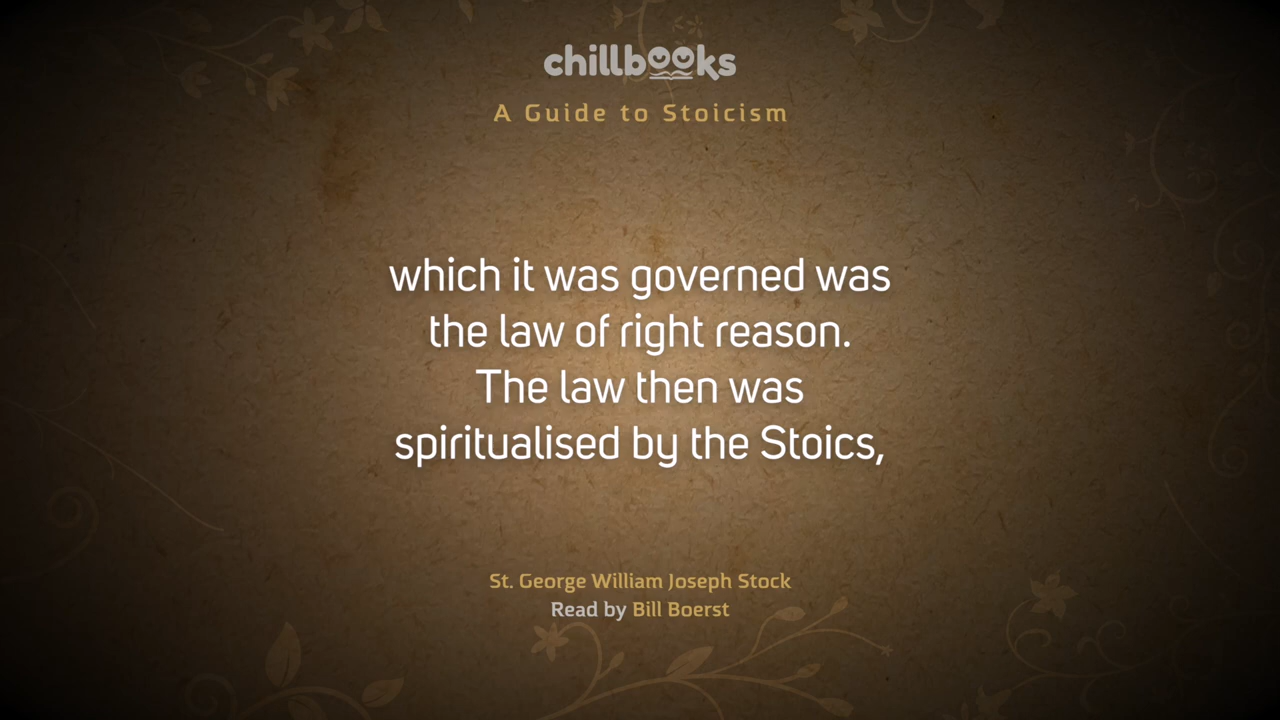 chillbooks
A Guide to Stoicism
which it was governed was
the law of right reason.
The law then was
spiritualised by the Stoics,
St. George William Joseph Stock
Read by Bill Boerst